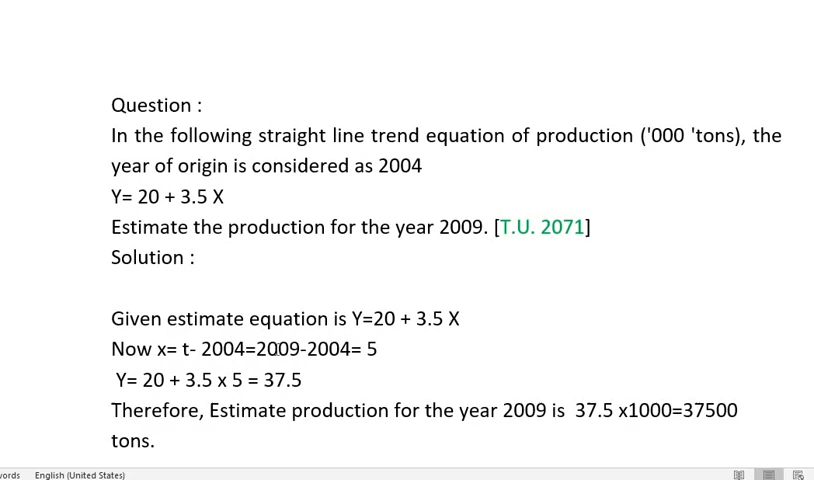 Question :
In the following straight line trend equation of production ('000 'tons), the
year of origin is considered as 2004
Y= 20 + 3.5 X
Estimate the production for the year 2009. [T.U. 2071]
Solution :
Given estimate equation is Y=20 + 3.5 X
Now x= t- 2004=2009-2004= 5
Y= 20 + 3.5 x 5 = 37.5
Therefore, Estimate production for the year 2009 is 37.5 x1000=37500
tons.
words English (United States)